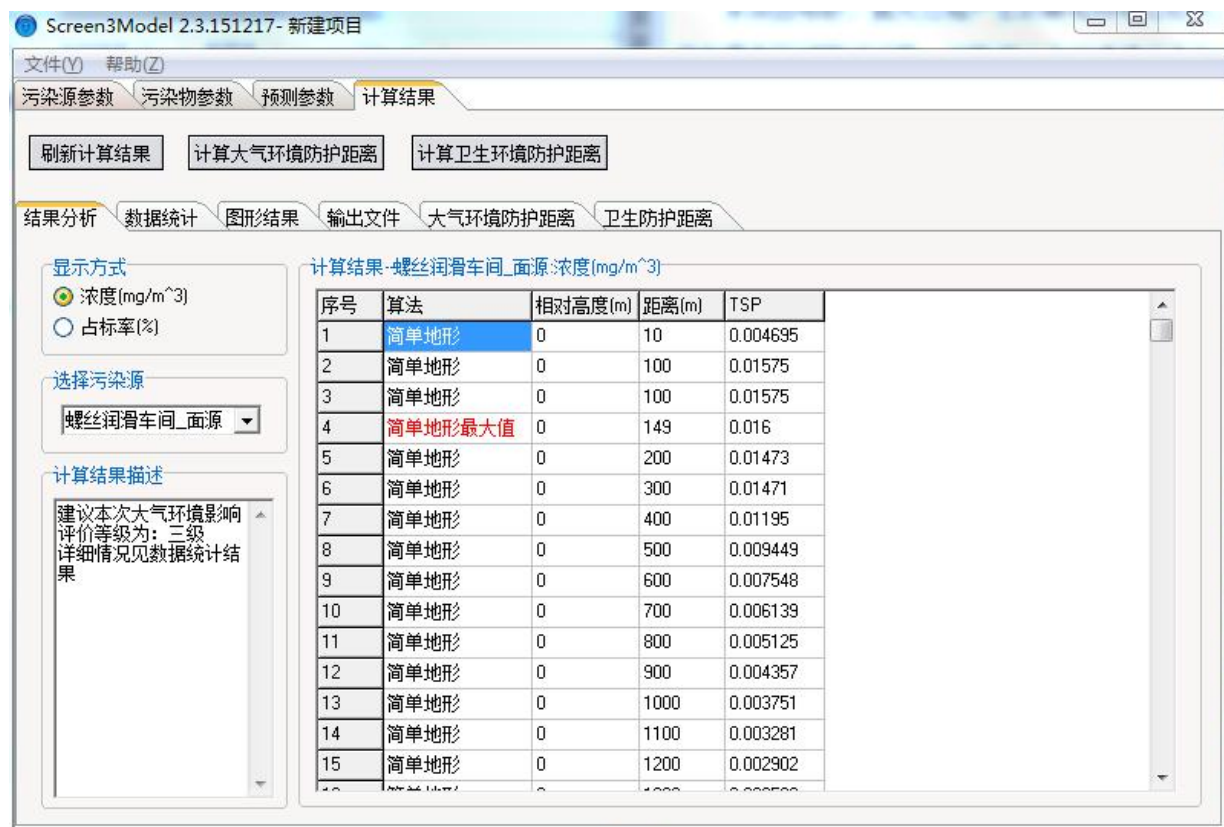 Screen3Model 2.3.151217- 新建项目
文件(Y) 帮助(Z)
污染源参数 污染物参数 预测参数 计算结果
刷新计算结果 计算大气环境防护距离 计算卫生环境防护距离
结果分析 数据统计 图形结果 输出文件 大气环境防护距离 卫生防护距离
显示方式
浓度(mg/m^3)
占标率(%)
选择污染源
螺丝润滑车间_面源
计算结果描述
建议本次大气环境影响
评价等级为：三级
详细情况见数据统计结
果
计算结果-螺丝润滑车间_面源:浓度(mg/m^3)
序号 算法 相对高度(m) 距离(m) TSP
1 简单地形 0 10 0.004695
2 简单地形 0 100 0.01575
3 简单地形 0 100 0.01575
4 简单地形最大值 0 149 0.016
5 简单地形 0 200 0.01473
6 简单地形 0 300 0.01471
7 简单地形 0 400 0.01195
8 简单地形 0 500 0.009449
9 简单地形 0 600 0.007548
10 简单地形 0 700 0.006139
11 简单地形 0 800 0.005125
12 简单地形 0 900 0.004357
13 简单地形 0 1000 0.003751
14 简单地形 0 1100 0.003281
15 简单地形 0 1200 0.002902